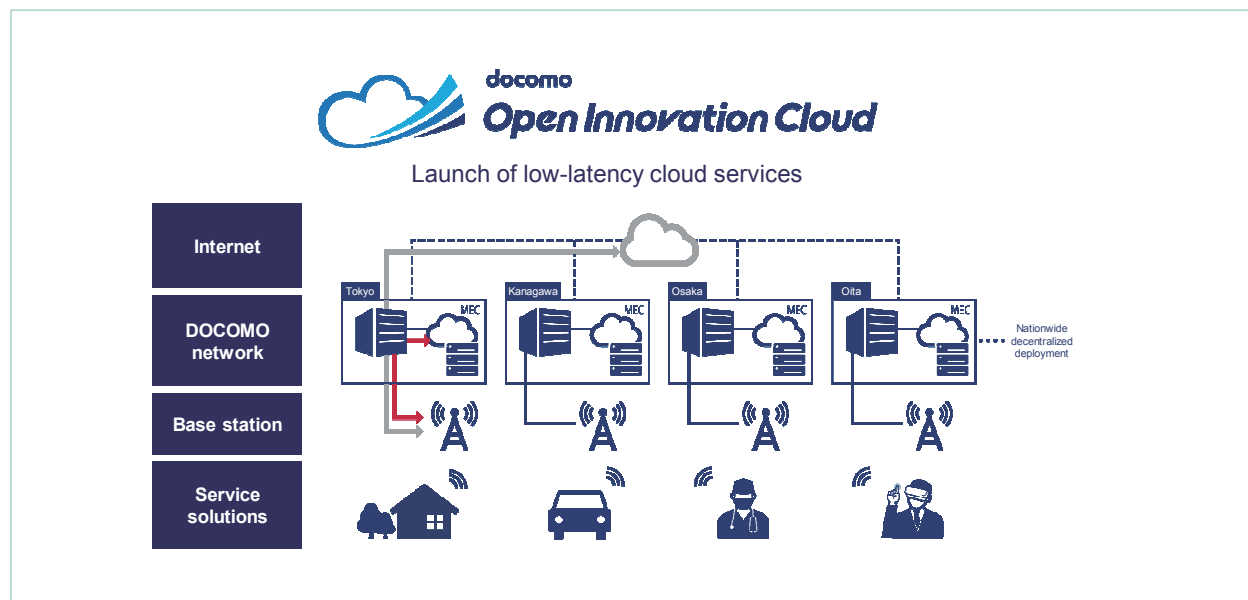 docomo
Open Innovation Cloud
Launch of low-latency cloud services
Internet
Tokyo
Kanagawa
Osaka
Oita
MEC
MEC
MEC
MEC
DOCOMO
network
Nationwide
decentralized
deployment
Base station
Service
solutions